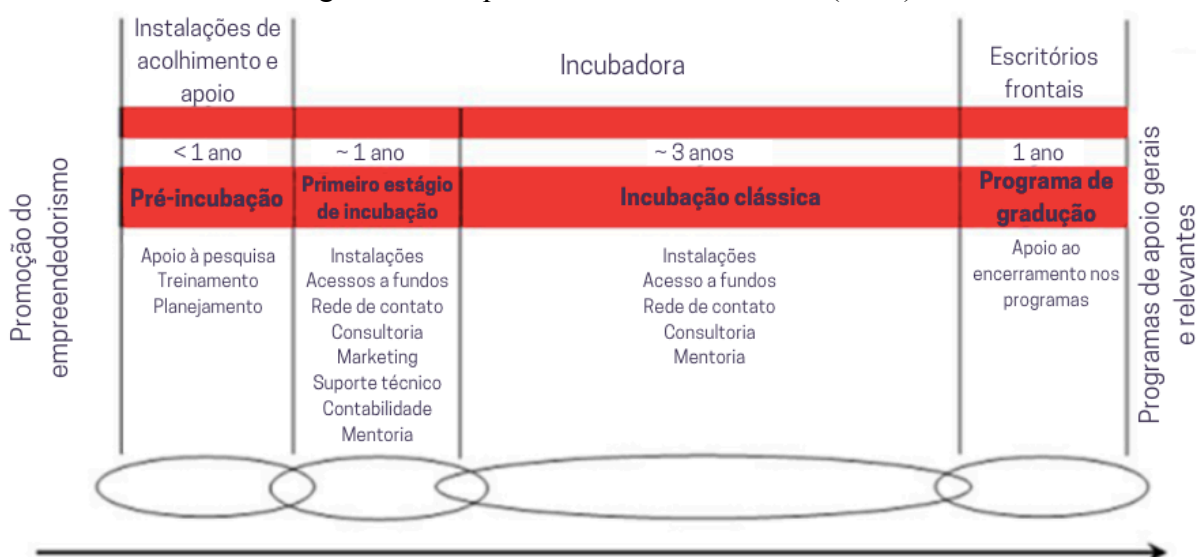 Instalações de
acolhimento e
apoio
Incubadora
Escritórios
frontais
< 1 ano
~ 1 ano
~ 3 anos
1 ano
Pré-incubação
Primeiro estágio
de incubação
Incubação clássica
Programa de
gradução
Promoção do
empreendedorismo
Apoio à pesquisa
Treinamento
Planejamento
Instalações
Acessos a fundos
Rede de contato
Consultoria
Marketing
Suporte técnico
Contabilidade
Mentoria
Instalações
Acesso a fundos
Rede de contato
Consultoria
Mentoria
Apoio ao
encerramento nos
programas
Programas de apoio gerais
e relevantes